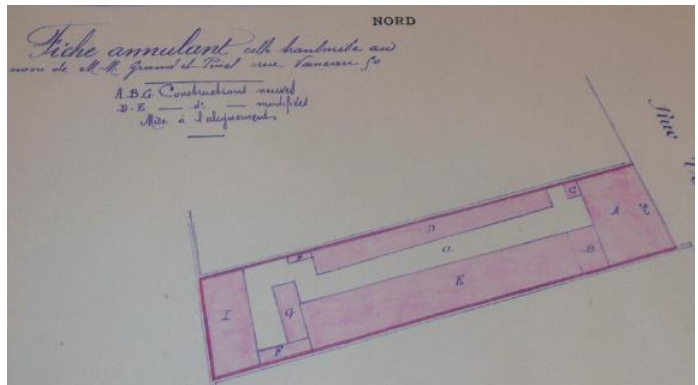 NORD
Fiche annulant celle transmise au
nom de M.M. Grand et Pinel rue Vaneau 50
A.B.G. Constructions neuves
D-E — d° — modifiées
Mise à l'alignement
Rue
G
A
D
H
a
B
E
I
G
F